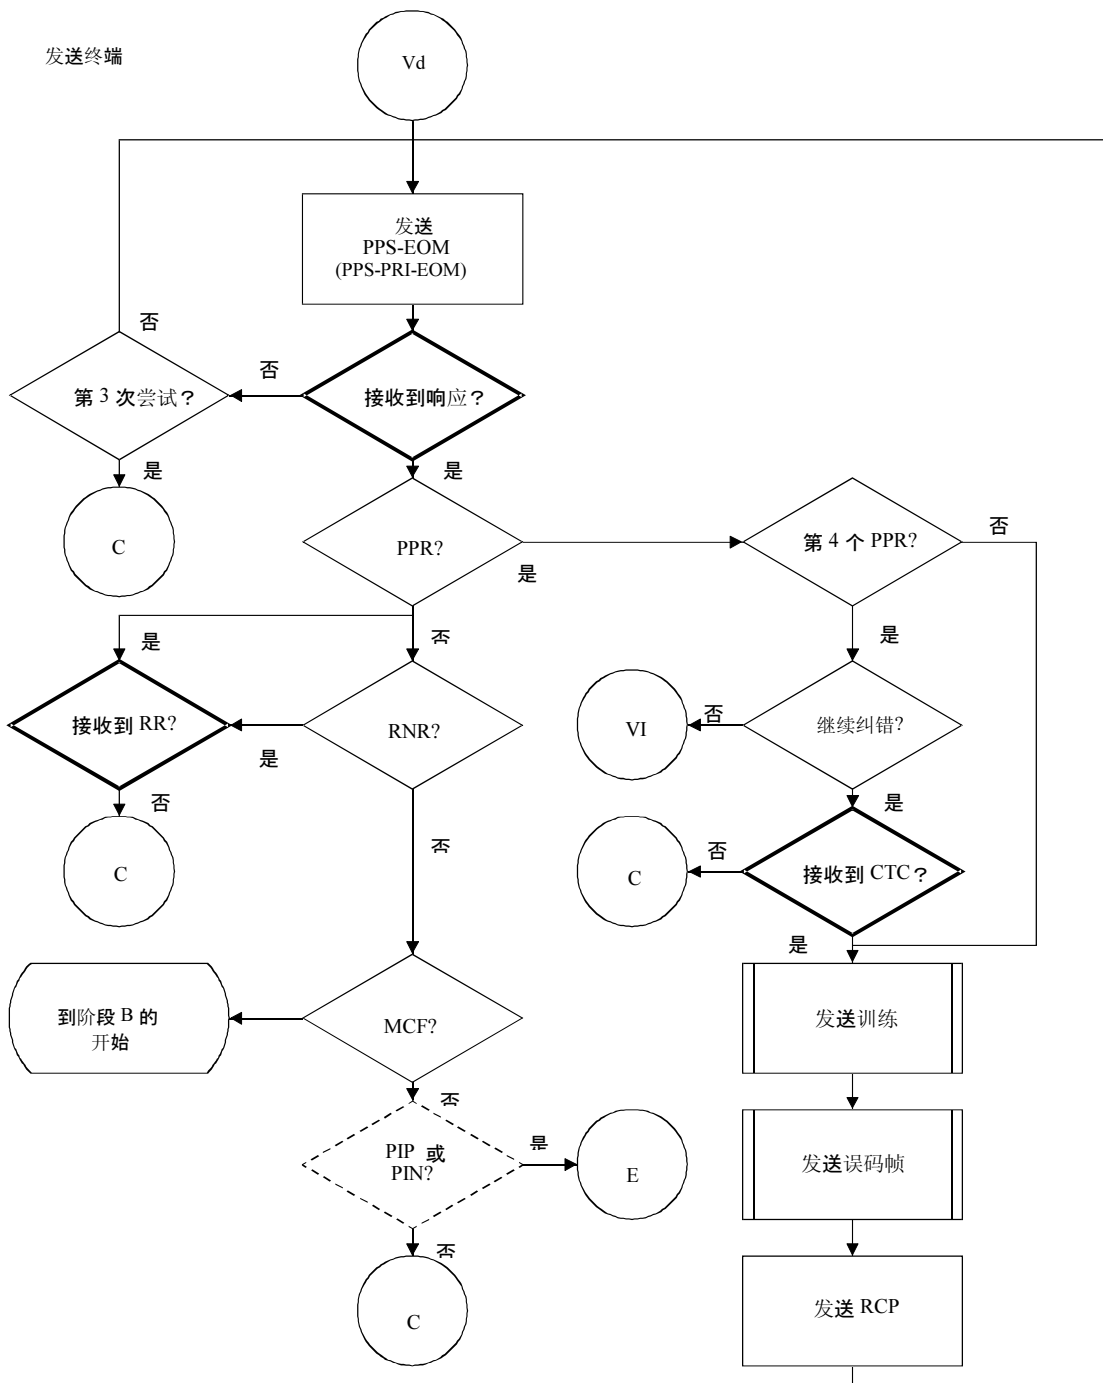 发送终端
Vd
发送
PPS-EOM
(PPS-PRI-EOM)
否
第 3 次尝试？
否
接收到响应？
是
是
C
PPR?
是
第 4 个 PPR?
否
是
否
是
接收到 RR?
是
RNR?
VI
否
继续纠错?
否
是
C
否
C
否
接收到 CTC？
是
到阶段 B 的
开始
MCF?
发送训练
否
PIP 或
PIN?
是
E
发送误码帧
否
C
发送 RCP